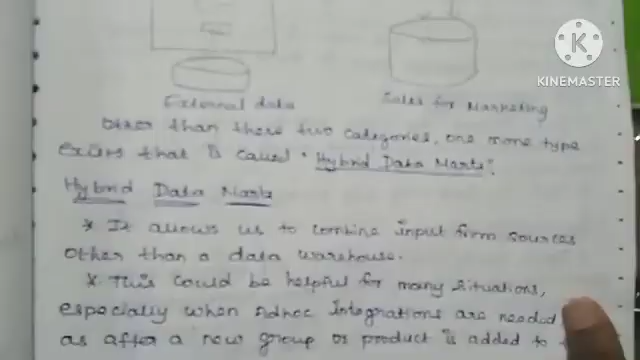 KINEMASTER
External data
Sales for Marketing
Other than these two categories, one more type
exists that is called "Hybrid Data Marts".
Hybrid Data Marts
* It allows us to combine input from sources
other than a data warehouse.
* This could be helpful for many situations,
especially when Adhoc Integrations are needed
as after a new group or product is added to